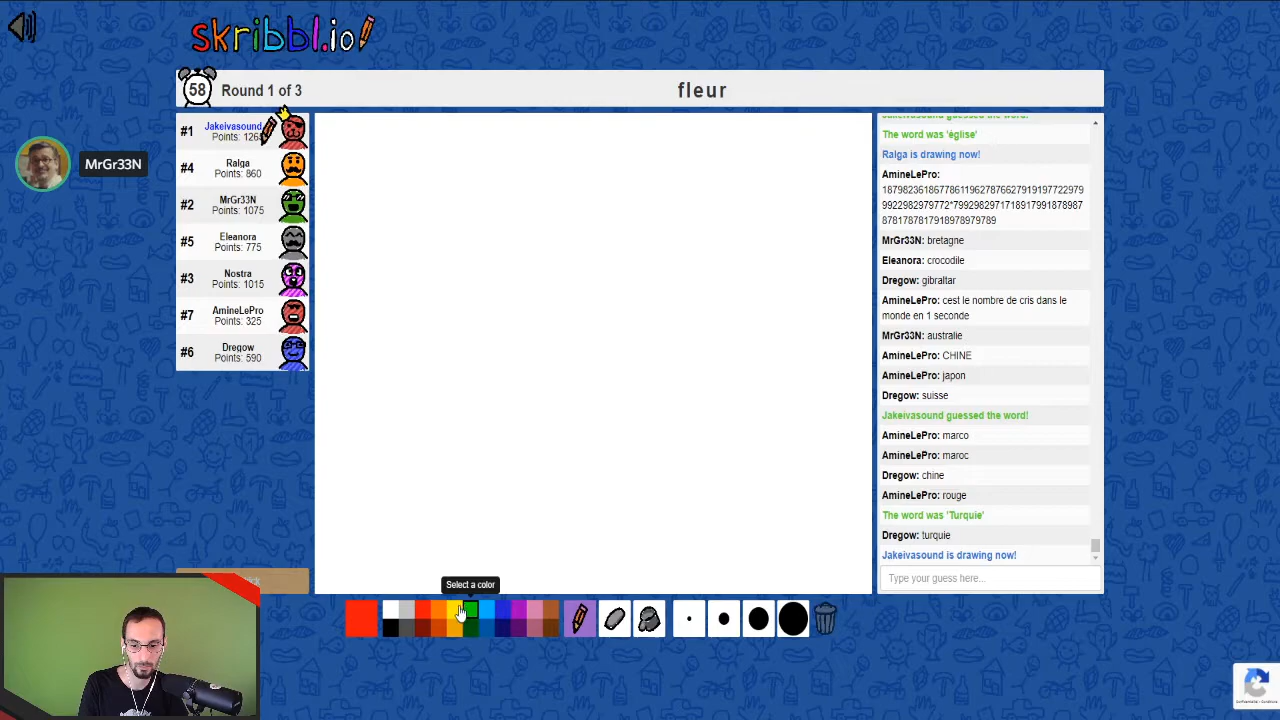 skribbl.io
58
Round 1 of 3
fleur
MrGr33N
#1
Jakeivasound
#4
Ralga
Points: 860
#2
MrGr33N
Points: 1075
#5
Eleanora
Points: 775
#3
Nostra
Points: 1015
#7
AmineLePro
Points: 325
#6
Dregow
Points: 590
The word was 'église'
Ralga is drawing now!
AmineLePro:
MrGr33N: bretagne
Eleanora: crocodile
Dregow: gibraltar
AmineLePro: cest le nombre de cris dans le
monde en 1 seconde
MrGr33N: australie
AmineLePro: CHINE
AmineLePro: japon
Dregow: suisse
Jakeivasound guessed the word!
AmineLePro: marco
AmineLePro: maroc
Dregow: chine
AmineLePro: rouge
The word was 'Turquie'
Dregow: turquie
Jakeivasound is drawing now!
Type your guess here...
Select a color